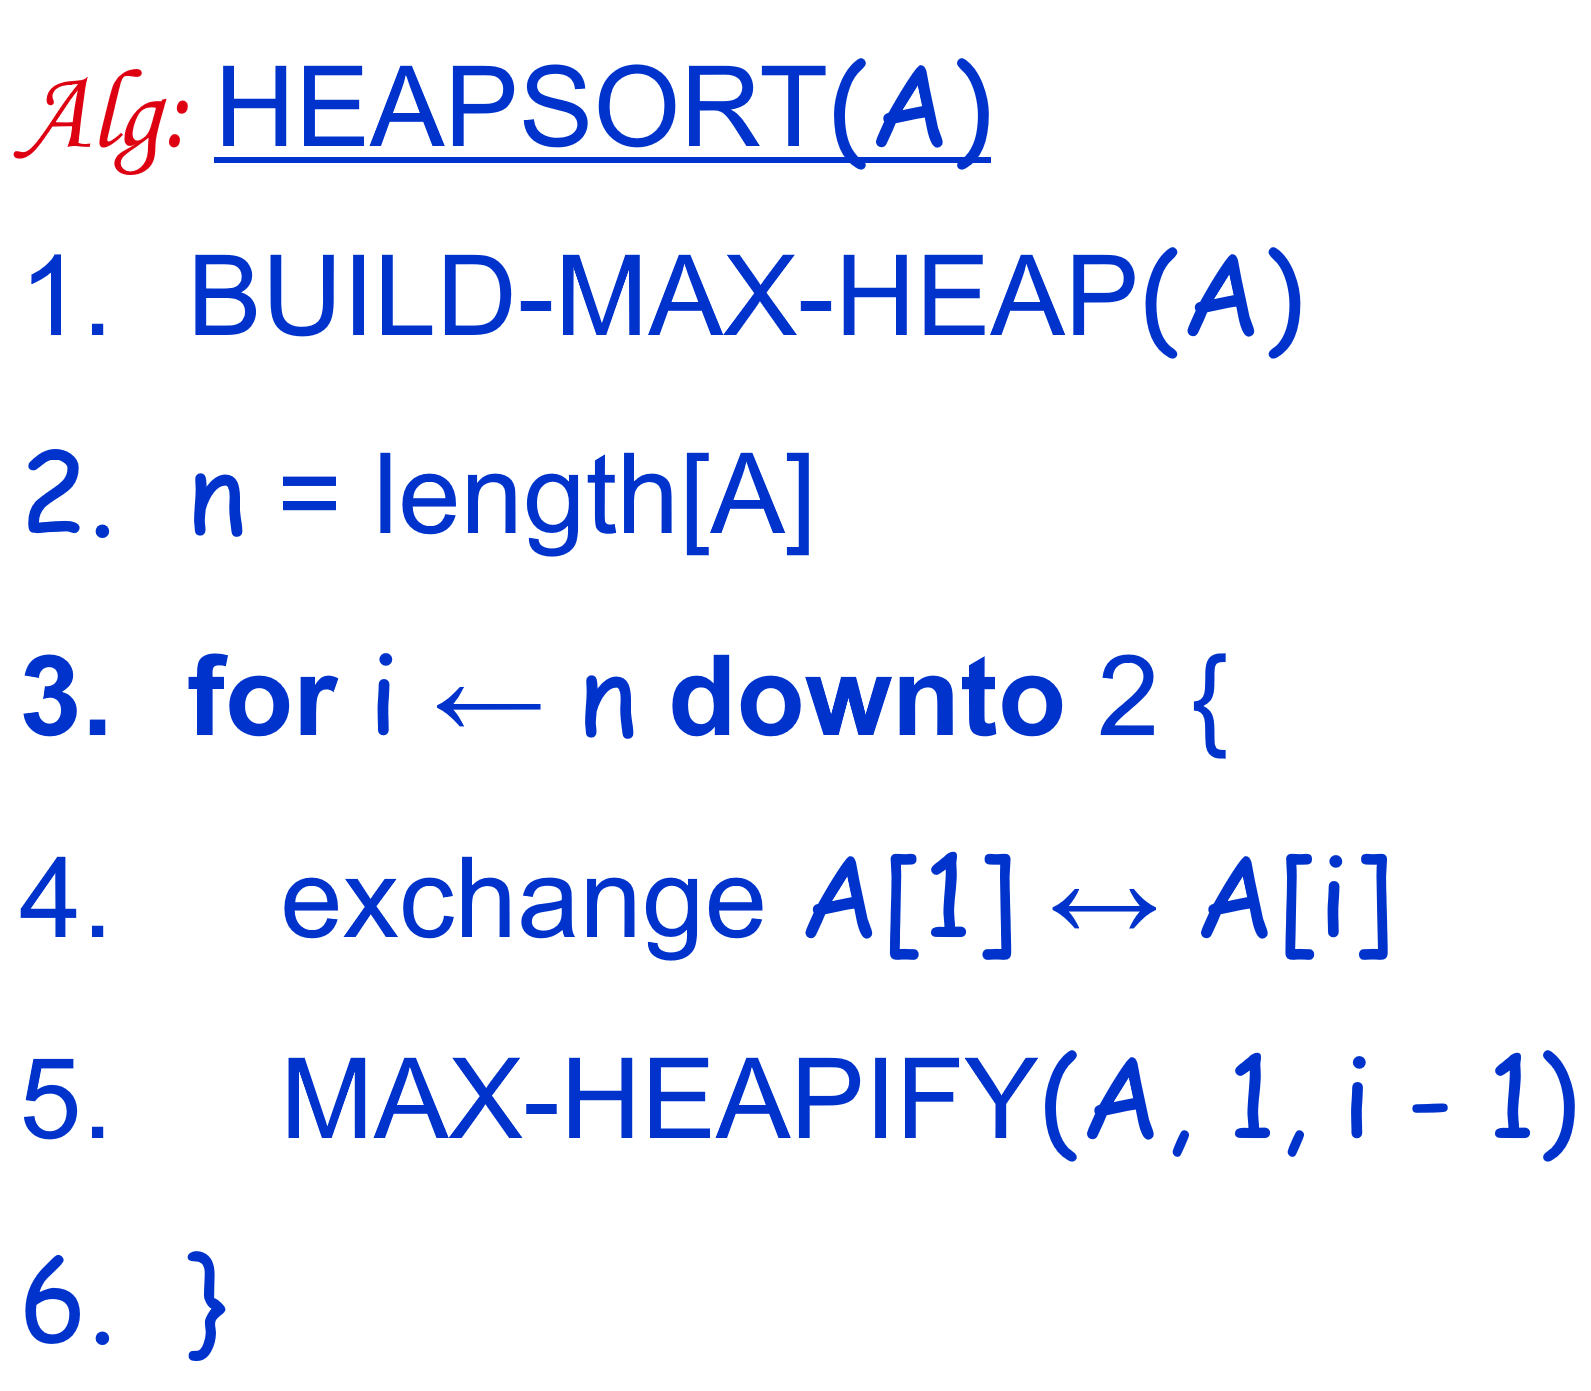 Alg: HEAPSORT(A)
1. BUILD-MAX-HEAP(A)
2. n = length[A]
3. for i ← n downto 2 {
4. exchange A[1] ↔ A[i]
5. MAX-HEAPIFY(A, 1, i - 1)
6. }